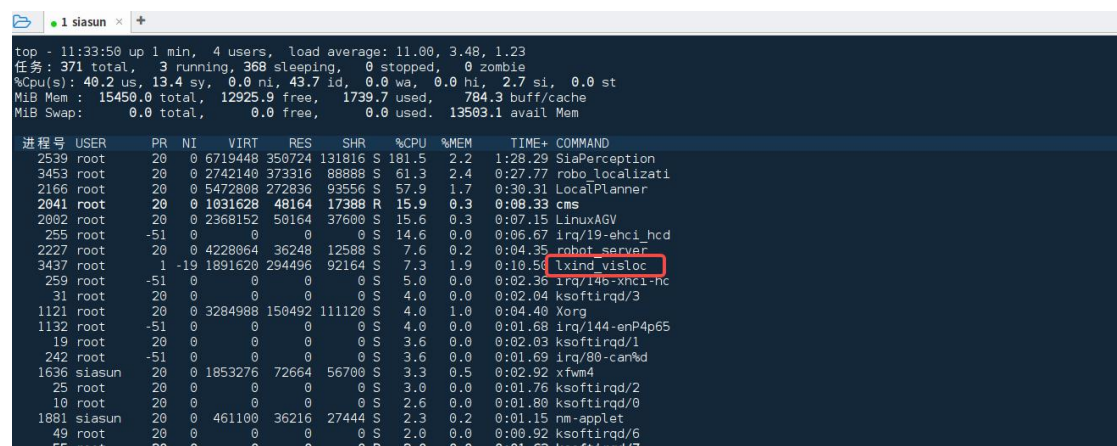 1 siasun × +
top - 11:33:50 up 1 min, 4 users, load average: 11.00, 3.48, 1.23
任务: 371 total, 3 running, 368 sleeping, 0 stopped, 0 zombie
%Cpu(s): 40.2 us, 13.4 sy, 0.0 ni, 43.7 id, 0.0 wa, 0.0 hi, 2.7 si, 0.0 st
MiB Mem : 15450.0 total, 12925.9 free, 1739.7 used, 784.3 buff/cache
MiB Swap: 0.0 total, 0.0 free, 0.0 used. 13503.1 avail Mem
进程号 USER PR NI VIRT RES SHR %CPU %MEM TIME+ COMMAND
2539 root 20 0 6719448 350724 131816 S 181.5 2.2 1:28.29 SiaPerception
3453 root 20 0 2742140 373316 88888 S 61.3 2.4 0:27.77 robo_localizati
2166 root 20 0 5472808 272836 93556 S 57.9 1.7 0:30.31 LocalPlanner
2041 root 20 0 1031628 48164 17388 R 15.9 0.3 0:08.33 cms
2002 root 20 0 2368152 50164 37600 S 15.6 0.3 0:07.15 LinuxAGV
255 root -51 0 0 0 0 S 14.6 0.0 0:06.67 irq/19-ehci_hcd
2227 root 20 0 4228064 36248 12588 S 7.6 0.2 0:04.35 robot_server
3437 root 1 -19 1891620 294496 92164 S 7.3 1.9 0:10.50 lxind_visloc
259 root -51 0 0 0 0 S 5.0 0.0 0:02.36 irq/146-xhci-hc
31 root 20 0 0 0 0 S 4.0 0.0 0:02.04 ksoftirqd/3
1121 root 20 0 3284988 150492 111120 S 4.0 1.0 0:04.40 Xorg
1132 root -51 0 0 0 0 S 4.0 0.0 0:01.68 irq/144-enP4p65
19 root 20 0 0 0 0 S 3.6 0.0 0:02.03 ksoftirqd/1
242 root -51 0 0 0 0 S 3.6 0.0 0:01.69 irq/80-can%d
1636 siasun 20 0 1853276 72664 56700 S 3.3 0.5 0:02.92 xfwm4
25 root 20 0 0 0 0 S 3.0 0.0 0:01.76 ksoftirqd/2
10 root 20 0 0 0 0 S 2.6 0.0 0:01.80 ksoftirqd/0
1881 siasun 20 0 461100 36216 27444 S 2.3 0.2 0:01.15 nm-applet
49 root 20 0 0 0 0 S 2.0 0.0 0:00.92 ksoftirqd/6